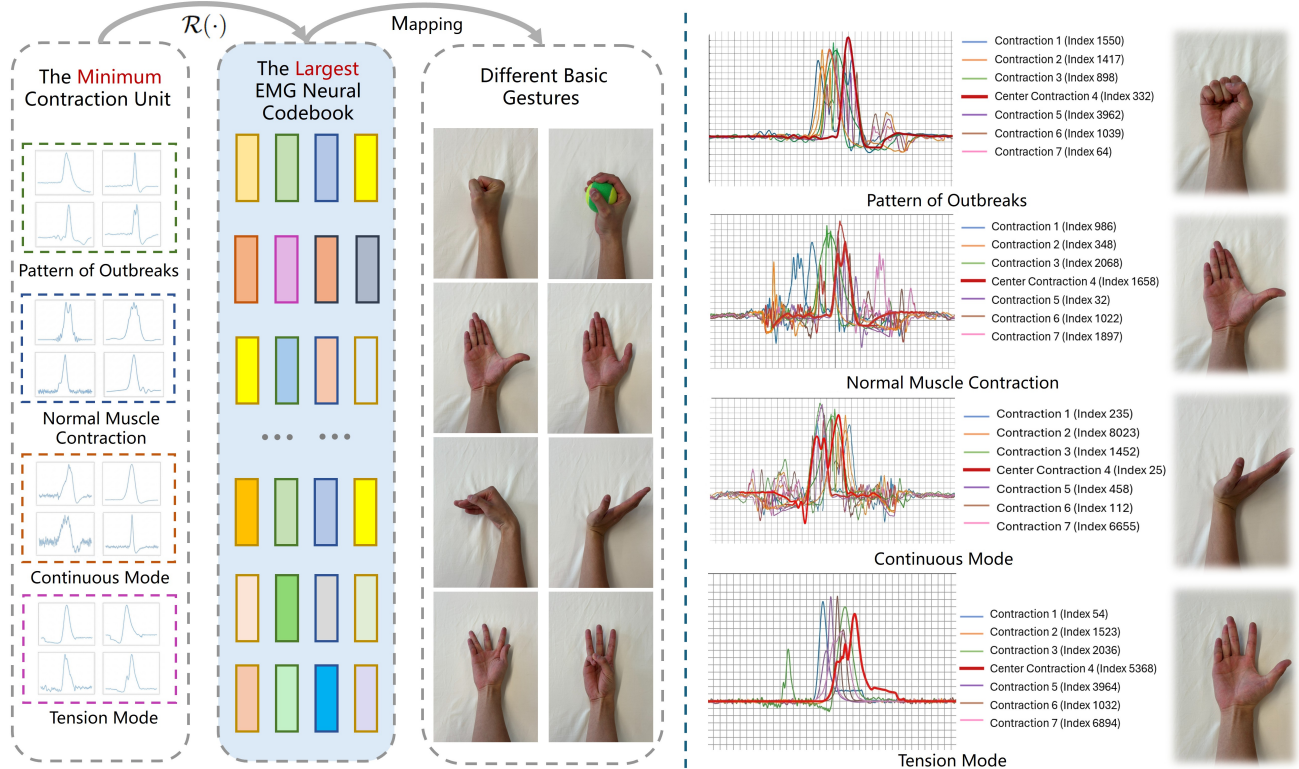 R(·)
Mapping
The Minimum
Contraction Unit
Pattern of Outbreaks
Normal Muscle
Contraction
Continuous Mode
Tension Mode
The Largest
EMG Neural
Codebook
... ...
Different Basic
Gestures
Contraction 1 (Index 1550)
Contraction 2 (Index 1417)
Contraction 3 (Index 898)
Center Contraction 4 (Index 332)
Contraction 5 (Index 3962)
Contraction 6 (Index 1039)
Contraction 7 (Index 64)
Pattern of Outbreaks
Contraction 1 (Index 986)
Contraction 2 (Index 348)
Contraction 3 (Index 2068)
Center Contraction 4 (Index 1658)
Contraction 5 (Index 32)
Contraction 6 (Index 1022)
Contraction 7 (Index 1897)
Normal Muscle Contraction
Contraction 1 (Index 235)
Contraction 2 (Index 8023)
Contraction 3 (Index 1452)
Center Contraction 4 (Index 25)
Contraction 5 (Index 458)
Contraction 6 (Index 112)
Contraction 7 (Index 6655)
Continuous Mode
Contraction 1 (Index 54)
Contraction 2 (Index 1523)
Contraction 3 (Index 2036)
Center Contraction 4 (Index 5368)
Contraction 5 (Index 3964)
Contraction 6 (Index 1032)
Contraction 7 (Index 6894)
Tension Mode